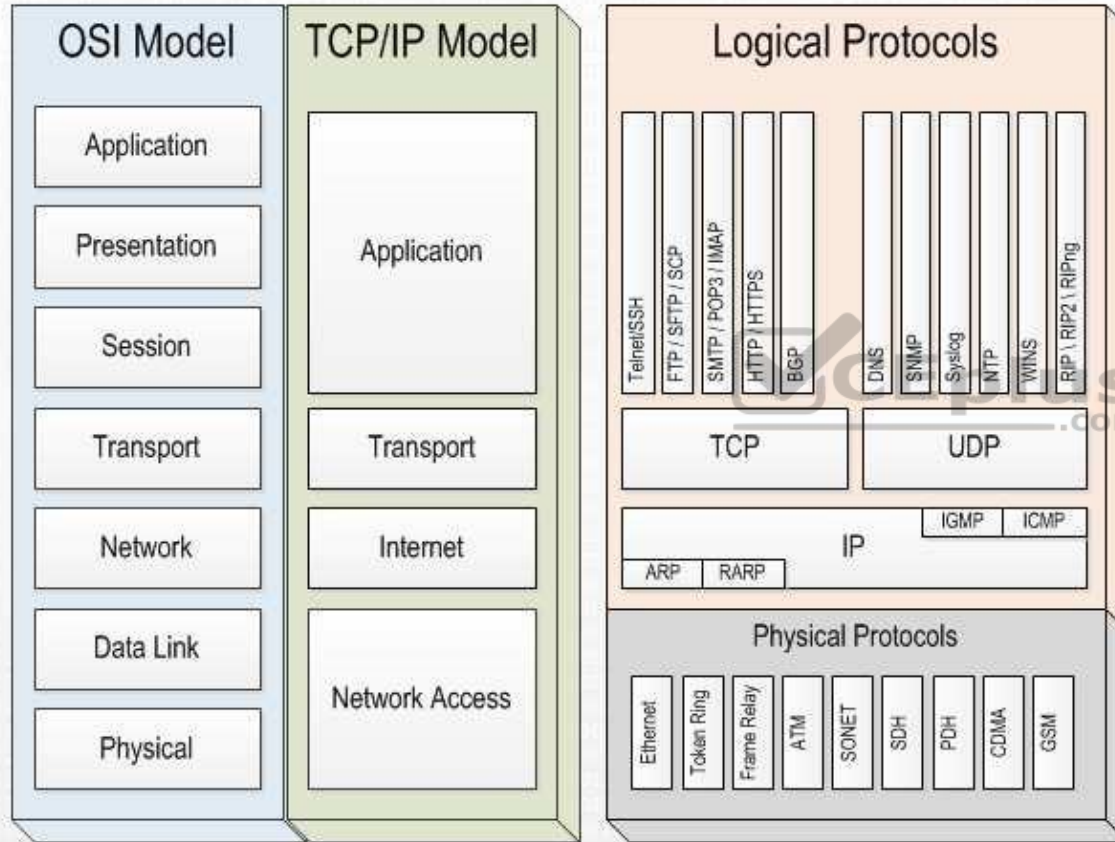 OSI Model
Application
Presentation
Session
Transport
Network
Data Link
Physical
TCP/IP Model
Application
Transport
Internet
Network Access
Logical Protocols
Telnet/SSH
FTP / SFTP / SCP
SMTP / POP3 / IMAP
HTTP / HTTPS
BGP
DNS
SNMP
Syslog
NTP
WINS
RIP \ RIP2 \ RIPng
TCP
UDP
IP
IGMP
ICMP
ARP
RARP
Physical Protocols
Ethernet
Token Ring
Frame Relay
ATM
SONET
SDH
PDH
CDMA
GSM
CEplus
.co